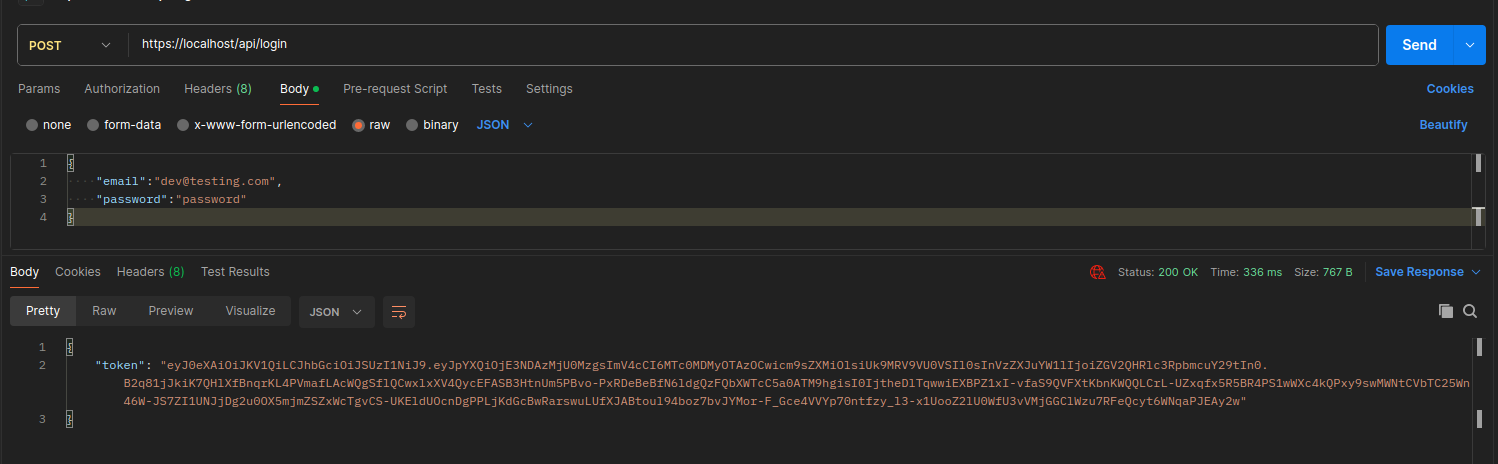 POST
https://localhost/api/login
Send
Params Authorization Headers (8) Body Pre-request Script Tests Settings Cookies
none form-data x-www-form-urlencoded raw binary JSON Beautify
1 {
2 "email":"dev@testing.com",
3 "password":"password"
4 }
Body Cookies Headers (8) Test Results Status: 200 OK Time: 336 ms Size: 767 B Save Response
Pretty Raw Preview Visualize JSON
1 {
2 "token": "eyJ0eXAiOiJKV1QiLCJhbGciOiJSUzI1NiJ9.eyJpYXQiOjE3NDAzMjU0MzgsImV4cCI6MTc0MDMyOTAzOCwicm9sZXMiOlsiUk9MRV9VU0VSIl0sInVzZXJuYW1lIjoiZGV2QHRlc3RpbmcuY29tIn0.
B2q81jJkiK7QHlXfBnqrKL4PVmafLAcWQgSflQCwxlxXV4QycEFASB3HtnUm5PBvo-PxRDeBeBfN6ldgQzFQbXWTcC5a0ATM9hgisI0IjtheDlTqwwiEXBPZ1xI-vfaS9QVFXtKbnKWQQLCrL-UZxqfx5R5BR4PS1wWXc4kQPxy9swMWNtCVbTC25Wn
46W-JS7ZI1UNJjDg2u0OX5mjmZSZxWcTgvCS-UKEldUOcnDgPPLjKdGcBwRarswuLUfXJABtoul94boz7bvJYMor-F_Gce4VVYp70ntfzy_l3-x1UooZ2lU0WfU3vVMjGGClWzu7RFeQcyt6WNqaPJEAy2w"
3 }